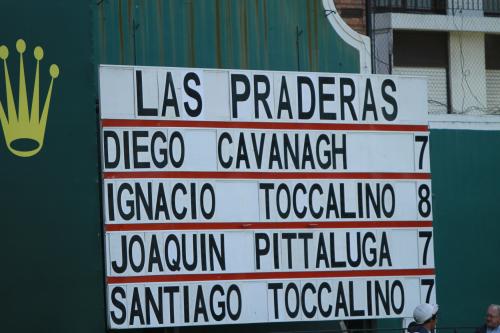 LAS PRADERAS
DIEGO CAVANAGH 7
IGNACIO TOCCALINO 8
JOAQUIN PITTALUGA 7
SANTIAGO TOCCALINO 7